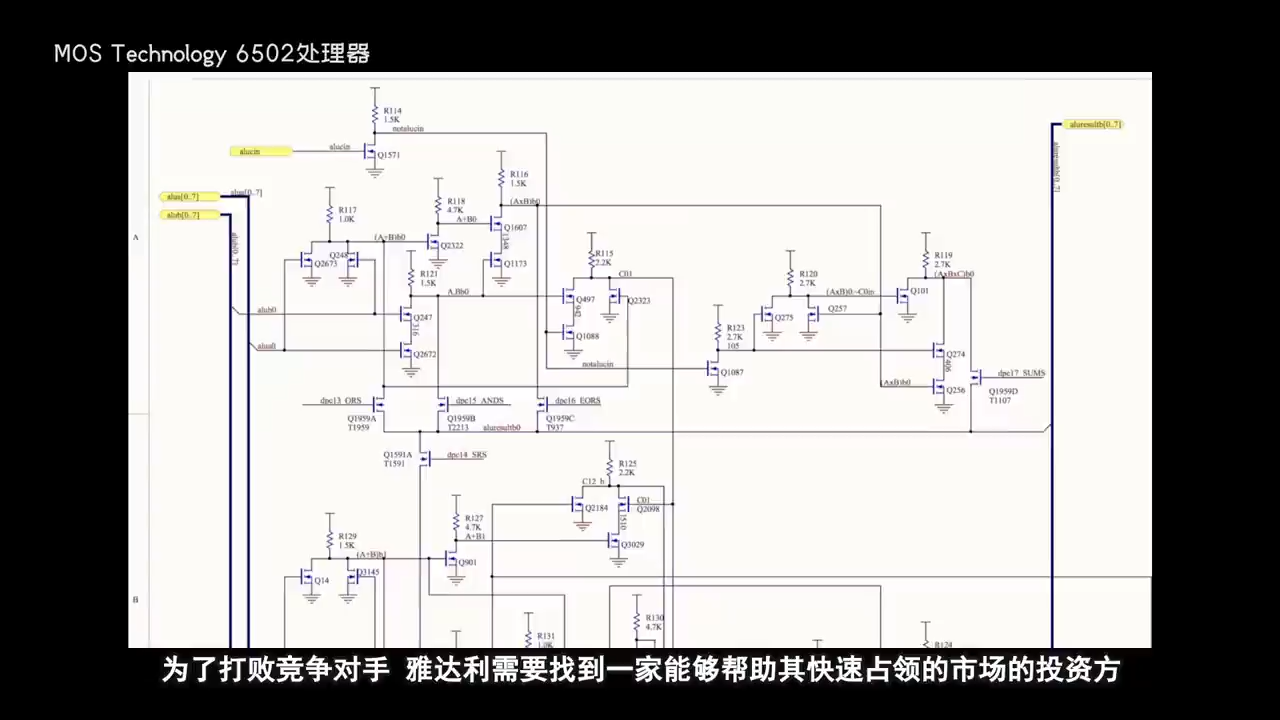 MOS Technology 6502处理器
R114
1.5K
notalucin
alucin
alucin
Q1571
R116
1.5K
alua[0..7]
alub[0..7]
R117
1.0K
R118
4.7K
(AxB)b0
A+B0
Q1607
(A+B)b0
Q2322
Q2673
Q248
Q1173
R121
1.5K
A.Bb0
R115
2.2K
C01
Q497
Q2323
Q1088
notalucin
alub0
Q247
alua0
Q2672
R123
2.7K
105
Q1087
R120
2.7K
Q275
Q257
R119
2.7K
(AxBxC)b0
Q101
Q274
(AxB)b0
Q256
dpc17_SUMS
Q1959D
T1107
aluresultb[0..7]
A
dpc13_ORS
Q1959A
T1959
dpc15_ANDS
Q1959B
T2213
dpc16_EORS
Q1959C
T937
aluresultb0
Q1591A
T1591
dpc14_SRS
R125
2.2K
C12_b
C01
Q2184
Q2098
R127
4.7K
A+B1
Q3029
R129
1.5K
(A+B)b1
Q901
Q14
Q3145
B
R131
1.0K
R130
4.7K
R124
为了打败竞争对手 雅达利需要找到一家能够帮助其快速占领的市场的投资方